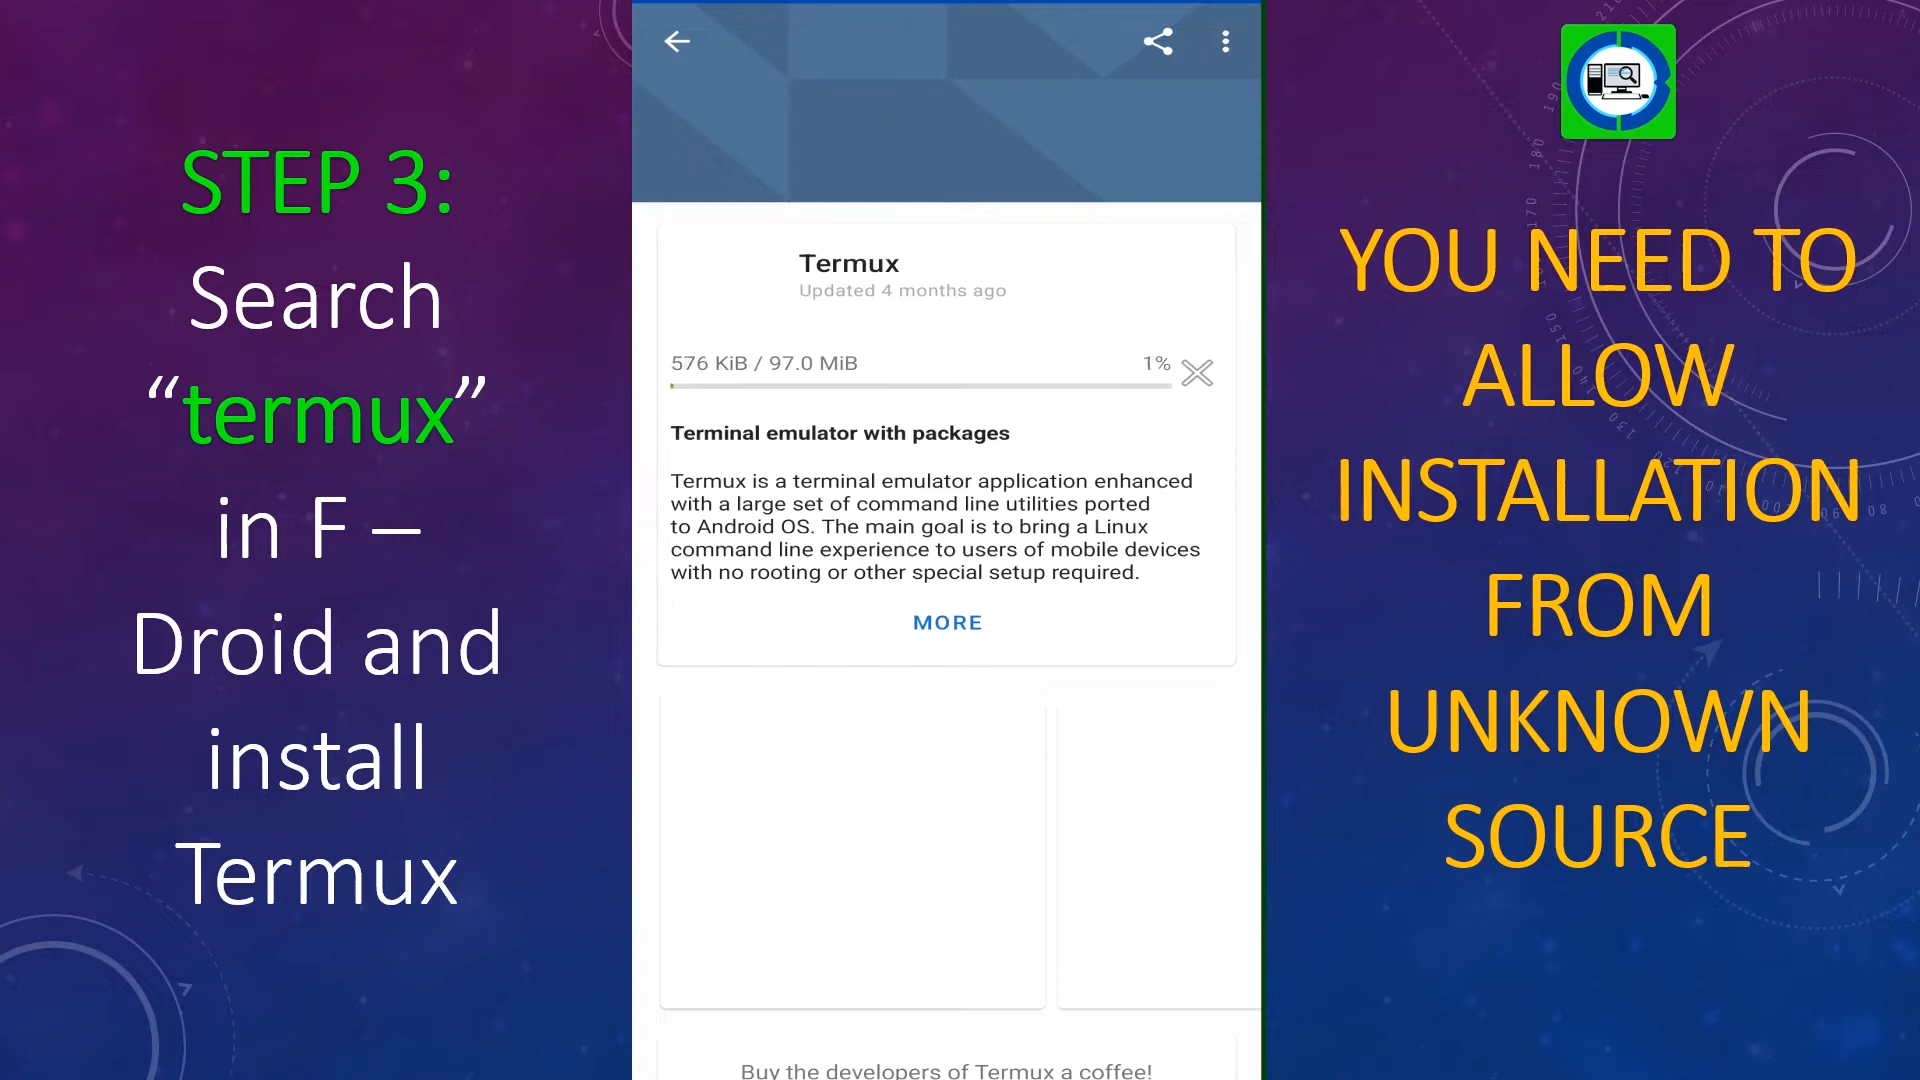 STEP 3:
Search
“termux”
in F –
Droid and
install
Termux
Termux
Updated 4 months ago
576 KiB / 97.0 MiB 1%
Terminal emulator with packages
Termux is a terminal emulator application enhanced
with a large set of command line utilities ported
to Android OS. The main goal is to bring a Linux
command line experience to users of mobile devices
with no rooting or other special setup required.
MORE
Buy the developers of Termux a coffee!
YOU NEED TO
ALLOW
INSTALLATION
FROM
UNKNOWN
SOURCE